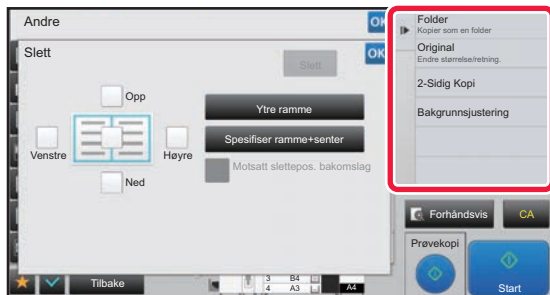 Andre
OK
Slett
OK
Slett
Opp
Venstre
Høyre
Ned
Ytre ramme
Spesifiser ramme+senter
Motsatt slettepos. bakomslag
Folder
Kopier som en folder
Original
Endre størrelse/retning.
2-Sidig Kopi
Bakgrunnsjustering
Forhåndsvis
CA
Prøvekopi
Start
Tilbake
3 B4
4 A3
A4